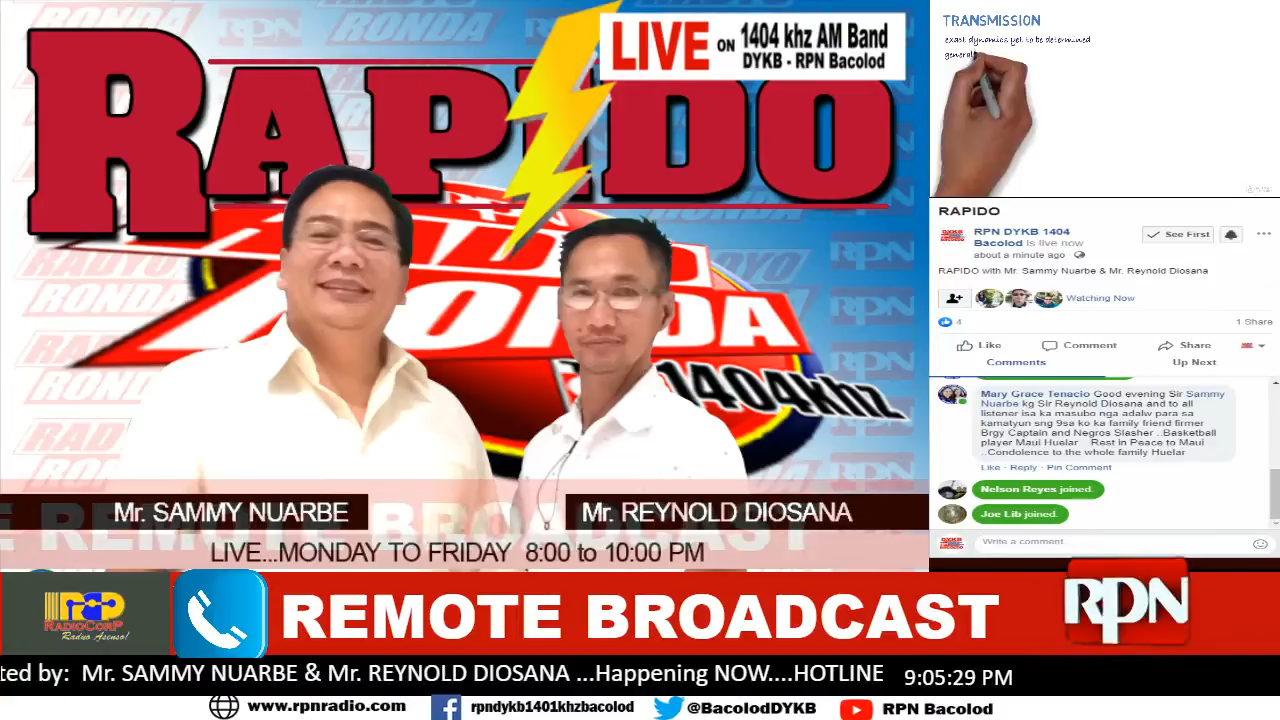 RAPIDO
LIVE ON 1404 khz AM Band
DYKB - RPN Bacolod
RONDA
1404khz
Mr. SAMMY NUARBE
Mr. REYNOLD DIOSANA
E REMOTE BROADCAST
LIVE...MONDAY TO FRIDAY 8:00 to 10:00 PM
TRANSMISSION
exact dynamics yet to be determined
general
RAPIDO
RPN DYKB 1404
Bacolod is live now
about a minute ago
See First
RAPIDO with Mr. Sammy Nuarbe & Mr. Reynold Diosana
Watching Now
4
1 Share
Like Comment Share
Comments Up Next
Mary Grace Tenacio Good evening Sir Sammy
Nuarbe kg Sir Reynold Diosana and to all
listener isa ka masubo nga adalw para sa
kamatyun sng 9sa ko ka family friend firmer
Brgy Captain and Negros Slasher ..Basketball
player Maui Huelar Rest in Peace to Maui
..Condolence to the whole family Huelar
Like · Reply · Pin Comment
Nelson Reyes joined.
Joe Lib joined.
Write a comment
RADIOCORP
Radyo Asenso!
REMOTE BROADCAST
RPN
ted by: Mr. SAMMY NUARBE & Mr. REYNOLD DIOSANA ...Happening NOW....HOTLINE
9:05:29 PM
www.rpnradio.com
rpndykb1401khzbacolod
@BacolodDYKB
RPN Bacolod